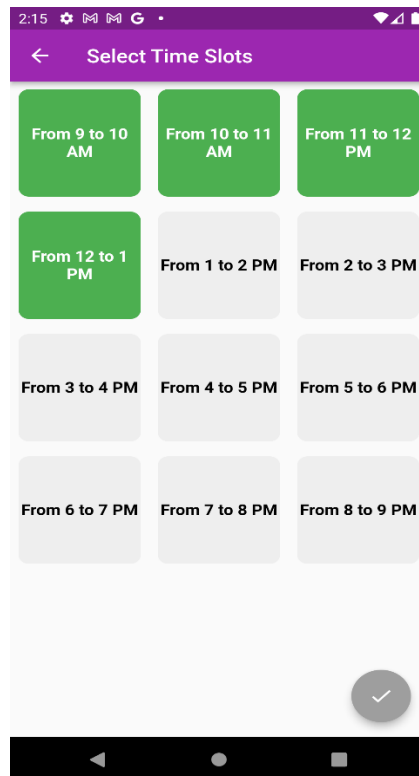 2:15 G
Select Time Slots
From 9 to 10
AM
From 10 to 11
AM
From 11 to 12
PM
From 12 to 1
PM
From 1 to 2 PM
From 2 to 3 PM
From 3 to 4 PM
From 4 to 5 PM
From 5 to 6 PM
From 6 to 7 PM
From 7 to 8 PM
From 8 to 9 PM